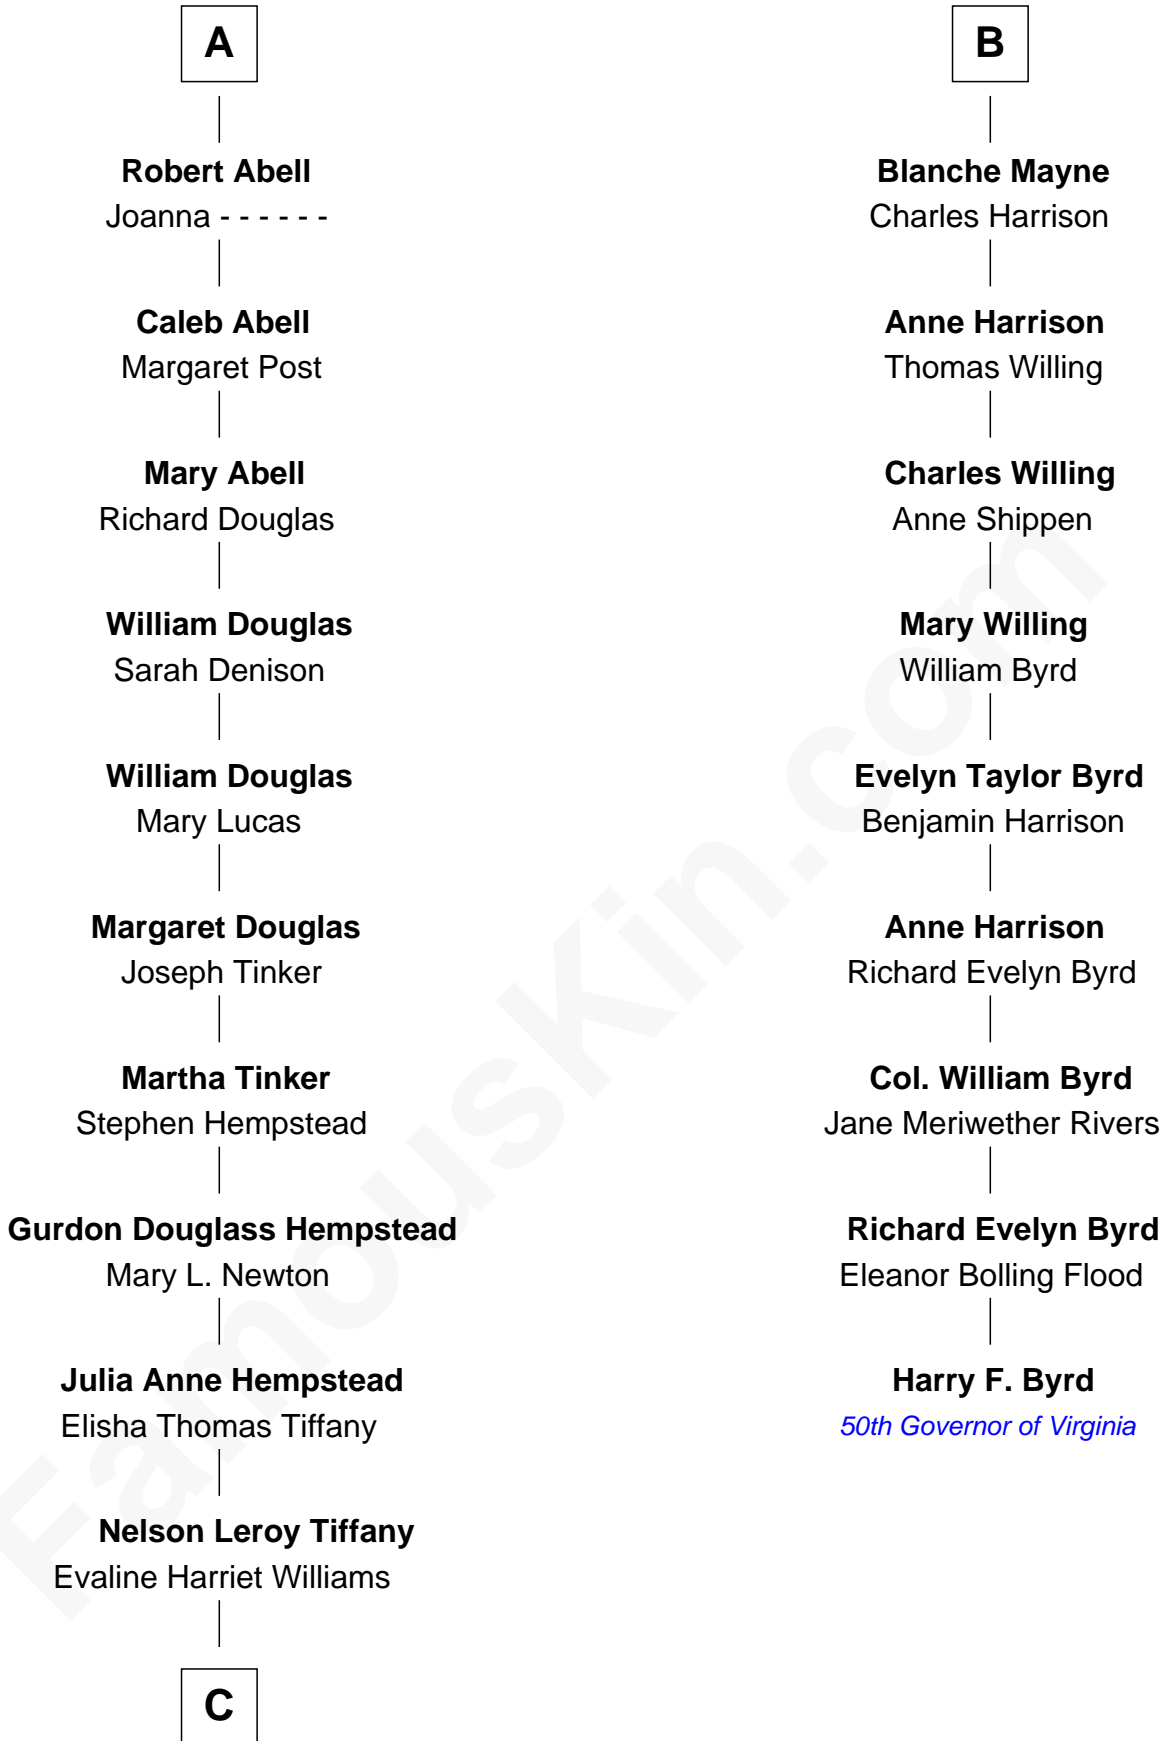 A
Robert Abell
Joanna - - - - - -
Caleb Abell
Margaret Post
Mary Abell
Richard Douglas
William Douglas
Sarah Denison
William Douglas
Mary Lucas
Margaret Douglas
Joseph Tinker
Martha Tinker
Stephen Hempstead
Gurdon Douglass Hempstead
Mary L. Newton
Julia Anne Hempstead
Elisha Thomas Tiffany
Nelson Leroy Tiffany
Evaline Harriet Williams
C
B
Blanche Mayne
Charles Harrison
Anne Harrison
Thomas Willing
Charles Willing
Anne Shippen
Mary Willing
William Byrd
Evelyn Taylor Byrd
Benjamin Harrison
Anne Harrison
Richard Evelyn Byrd
Col. William Byrd
Jane Meriwether Rivers
Richard Evelyn Byrd
Eleanor Bolling Flood
Harry F. Byrd
50th Governor of Virginia
FamousKin.com